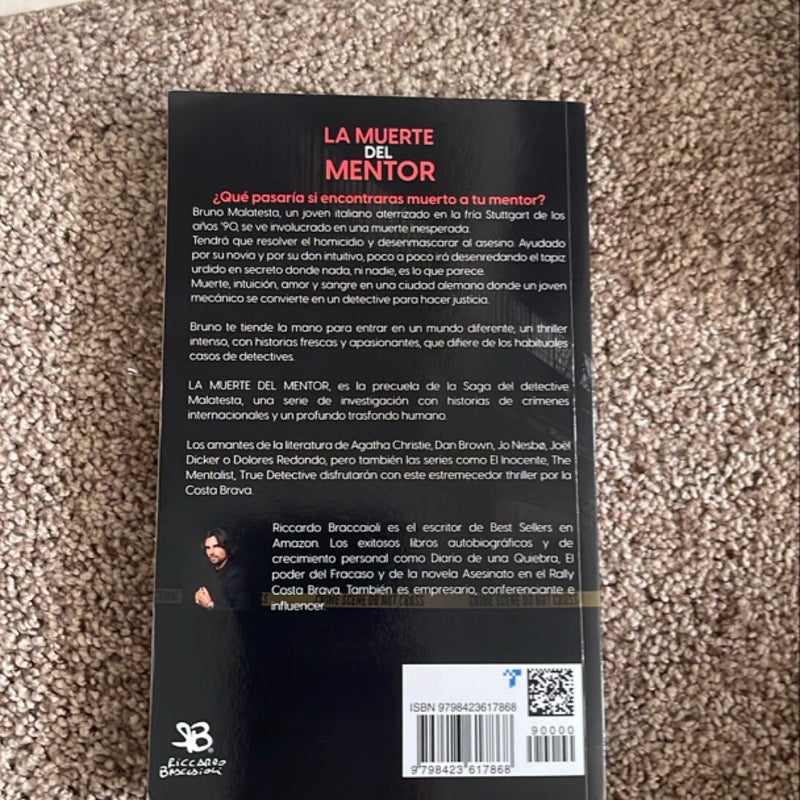 LA MUERTE
DEL
MENTOR
¿Qué pasaría si encontraras muerto a tu mentor?
Bruno Malatesta, un joven italiano aterrizado en la fría Stuttgart de los
años '90, se ve involucrado en una muerte inesperada.
Tendrá que resolver el homicidio y desenmascarar al asesino. Ayudado
por su novia y por su don intuitivo, poco a poco irá desenredando el tapiz
urdido en secreto donde nada, ni nadie, es lo que parece.
Muerte, intuición, amor y sangre en una ciudad alemana donde un joven
mecánico se convierte en un detective para hacer justicia.
Bruno te tiende la mano para entrar en un mundo diferente, un thriller
intenso, con historias frescas y apasionantes, que difiere de los habituales
casos de detectives.
LA MUERTE DEL MENTOR, es la precuela de la Saga del detective
Malatesta, una serie de investigación con historias de crímenes
internacionales y un profundo trasfondo humano.
Los amantes de la literatura de Agatha Christie, Dan Brown, Jo Nesbø, Joël
Dicker o Dolores Redondo, pero también las series como El Inocente, The
Mentalist, True Detective disfrutarán con este estremecedor thriller por la
Costa Brava.
Riccardo Braccaioli es el escritor de Best Sellers en
Amazon. Los exitosos libros autobiográficos y de
crecimiento personal como Diario de una Quiebra, El
poder del Fracaso y de la novela Asesinato en el Rally
Costa Brava. También es empresario, conferenciante e
influencer.
CRIME SCENE DO NOT CROSS
ISBN 9798423617868
90000
9 798423 617868
RB
RICCARDO
BRACCAIOLI